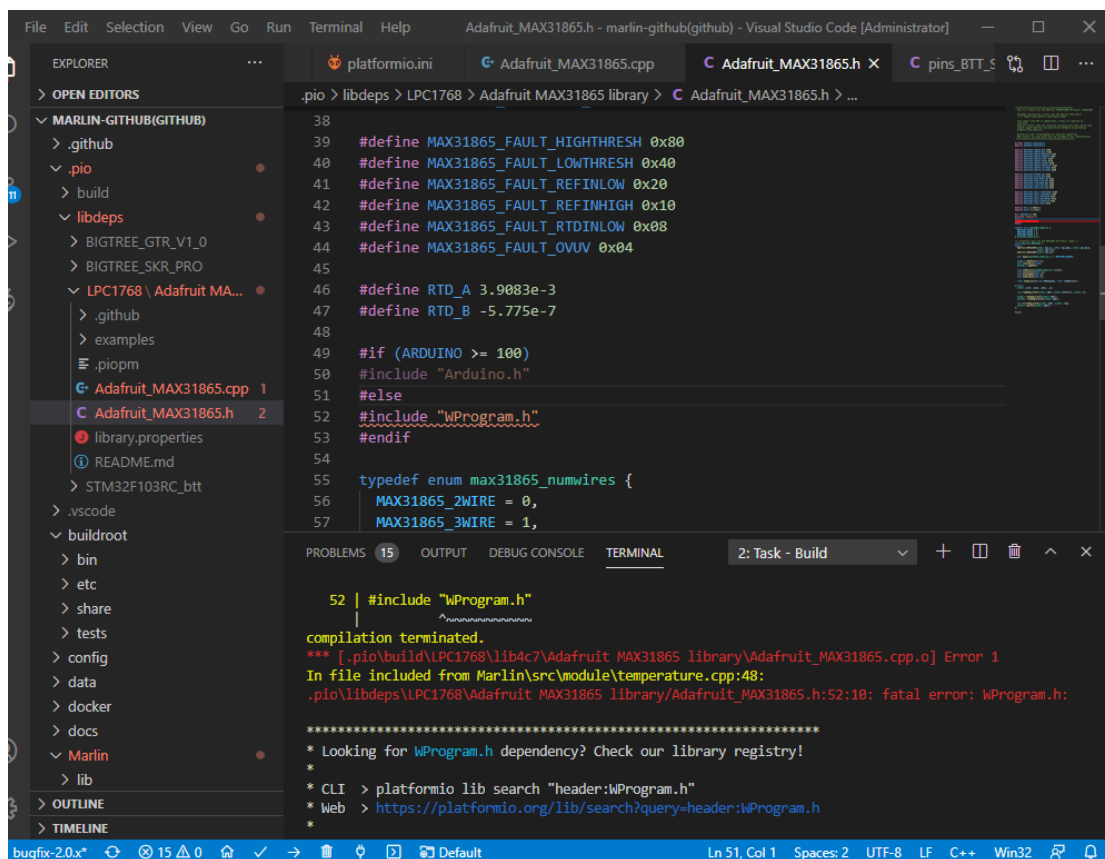 File Edit Selection View Go Run Terminal Help Adafruit_MAX31865.h - marlin-github(github) - Visual Studio Code [Administrator]
EXPLORER
platformio.ini Adafruit_MAX31865.cpp C Adafruit_MAX31865.h C pins_BTT_S
> OPEN EDITORS
.pio > libdeps > LPC1768 > Adafruit MAX31865 library > C Adafruit_MAX31865.h > ...
MARLIN-GITHUB(GITHUB)
> .github
.pio
> build
libdeps
> BIGTREE_GTR_V1_0
> BIGTREE_SKR_PRO
LPC1768 \ Adafruit MA...
> .github
> examples
.piopm
Adafruit_MAX31865.cpp 1
C Adafruit_MAX31865.h 2
library.properties
README.md
> STM32F103RC_btt
> .vscode
buildroot
> bin
> etc
> share
> tests
> config
> data
> docker
> docs
Marlin
> lib
> OUTLINE
> TIMELINE
11
38
39 #define MAX31865_FAULT_HIGHTHRESH 0x80
40 #define MAX31865_FAULT_LOWTHRESH 0x40
41 #define MAX31865_FAULT_REFINLOW 0x20
42 #define MAX31865_FAULT_REFINHIGH 0x10
43 #define MAX31865_FAULT_RTDINLOW 0x08
44 #define MAX31865_FAULT_OVUV 0x04
45
46 #define RTD_A 3.9083e-3
47 #define RTD_B -5.775e-7
48
49 #if (ARDUINO >= 100)
50 #include "Arduino.h"
51 #else
52 #include "WProgram.h"
53 #endif
54
55 typedef enum max31865_numwires {
56 MAX31865_2WIRE = 0,
57 MAX31865_3WIRE = 1,
PROBLEMS 15 OUTPUT DEBUG CONSOLE TERMINAL 2: Task - Build
52 | #include "WProgram.h"
| ^~~~~~~~~~~~
compilation terminated.
*** [.pio\build\LPC1768\lib4c7\Adafruit MAX31865 library\Adafruit_MAX31865.cpp.o] Error 1
In file included from Marlin\src\module\temperature.cpp:48:
.pio\libdeps\LPC1768\Adafruit MAX31865 library/Adafruit_MAX31865.h:52:10: fatal error: WProgram.h:
******************************************************************
* Looking for WProgram.h dependency? Check our library registry!
*
* CLI > platformio lib search "header:WProgram.h"
* Web > https://platformio.org/lib/search?query=header:WProgram.h
*
bugfix-2.0.x* 15 0 Default Ln 51, Col 1 Spaces: 2 UTF-8 LF C++ Win32